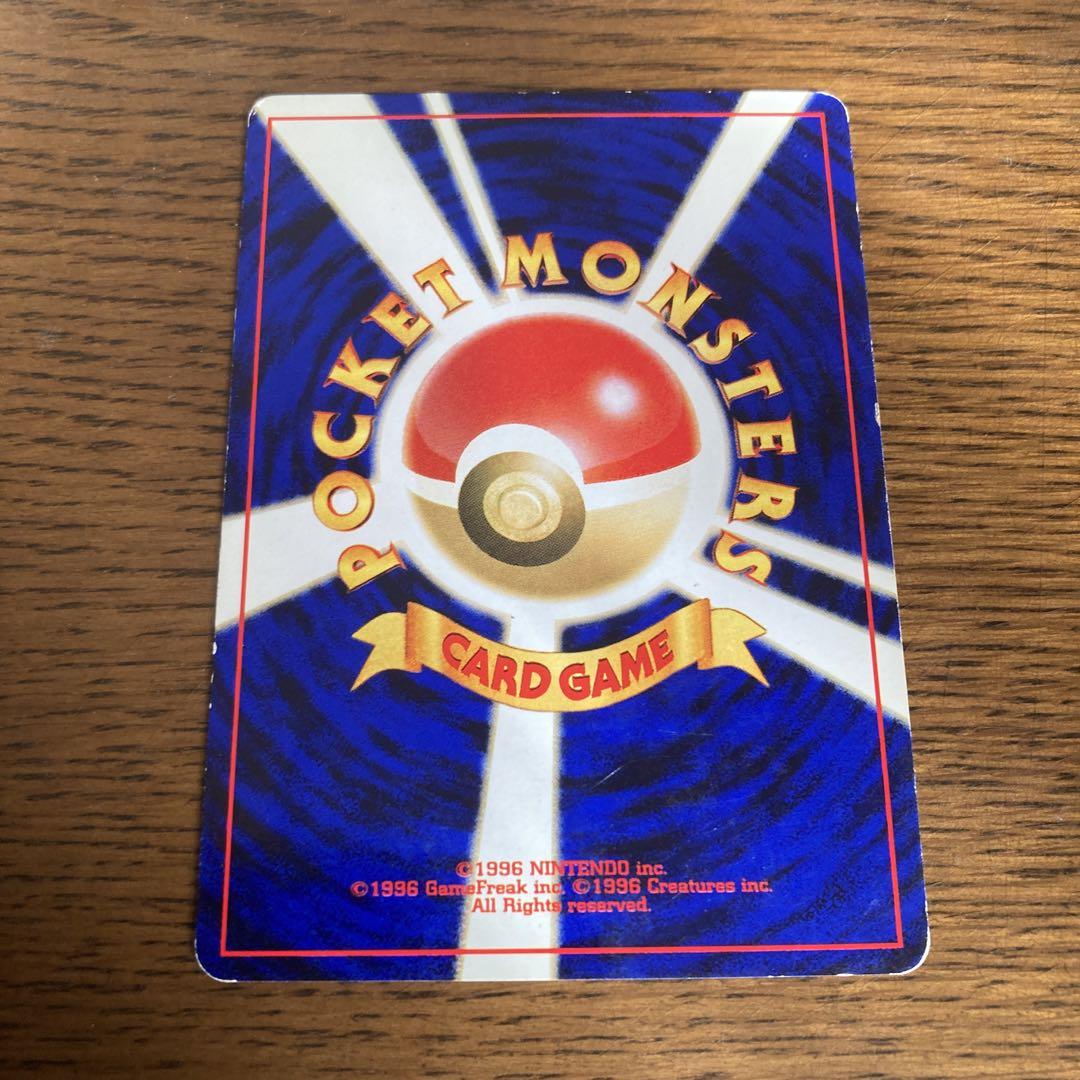 POCKET MONSTERS
CARD GAME
©1996 NINTENDO inc.
©1996 GameFreak inc. ©1996 Creatures inc.
All Rights reserved.